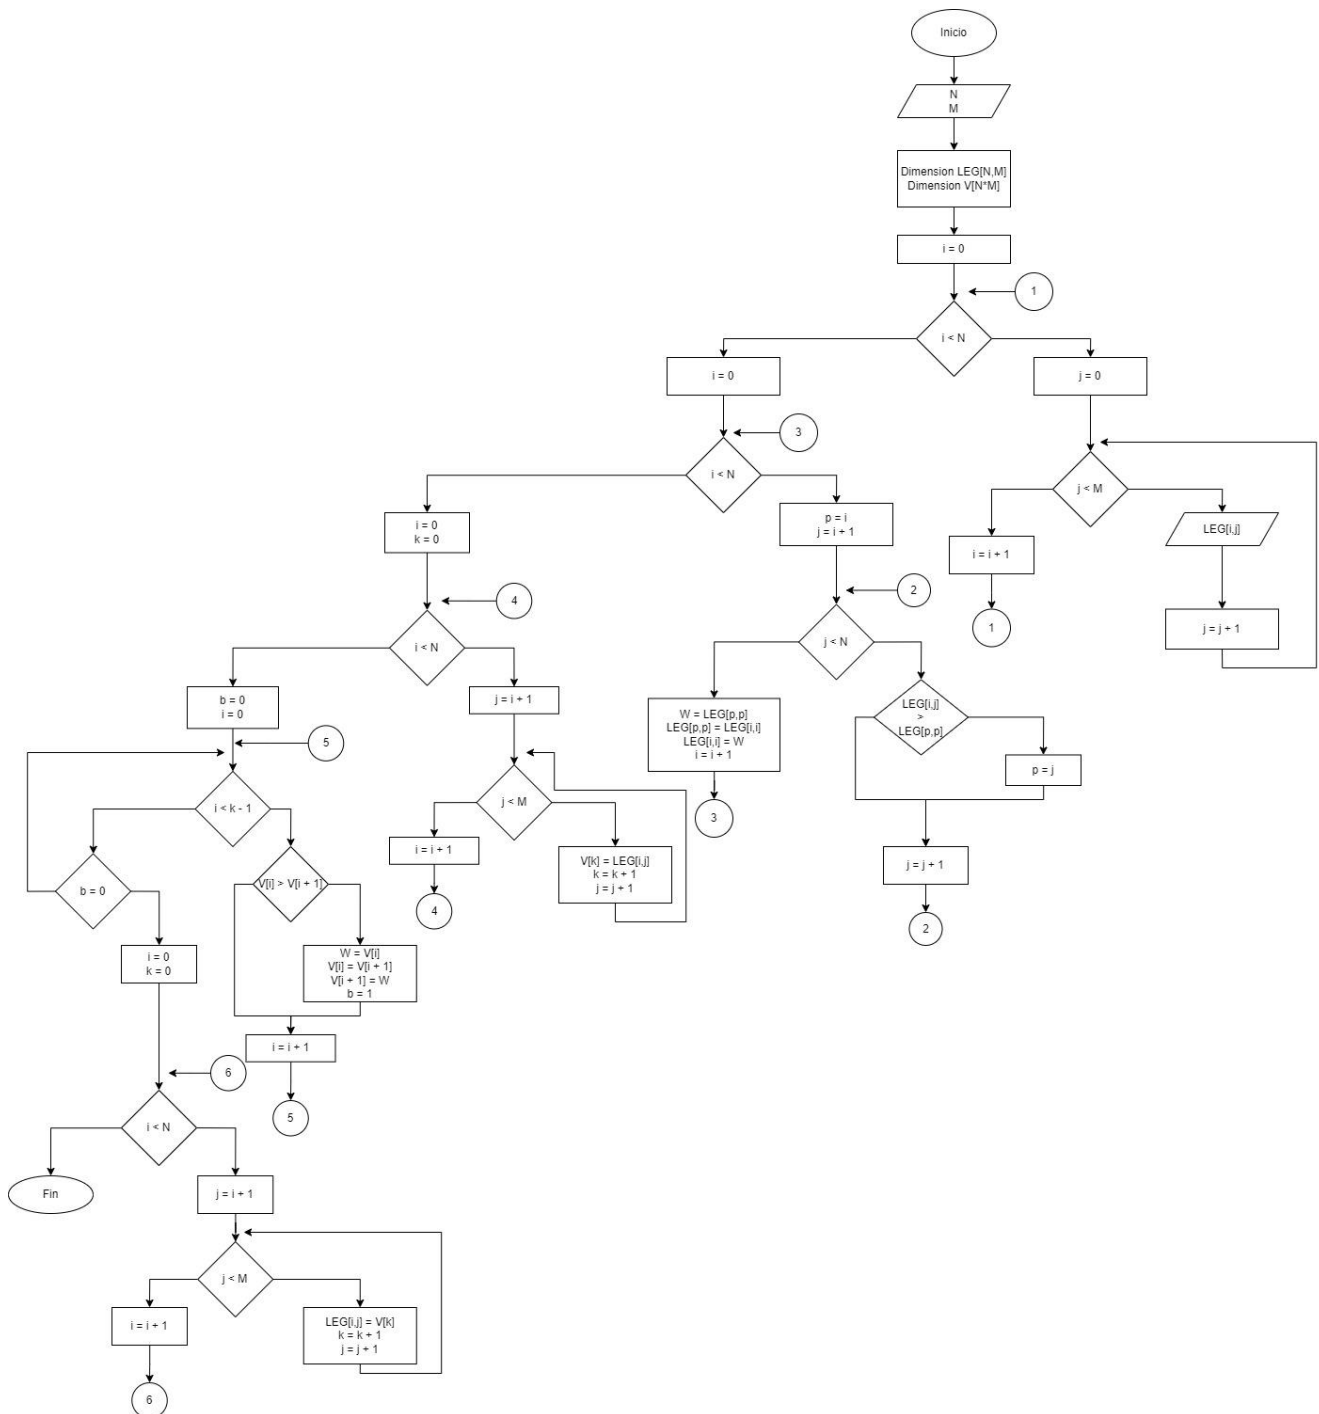 Inicio
N
M
Dimension LEG[N,M]
Dimension V[N*M]
i = 0
1
i < N
i = 0
j = 0
3
i < N
j < M
i = 0
k = 0
p = i
j = i + 1
LEG[i,j]
i = i + 1
4
2
1
j = j + 1
i < N
j < N
b = 0
i = 0
j = i + 1
W = LEG[p,p]
LEG[p,p] = LEG[i,i]
LEG[i,i] = W
i = i + 1
LEG[i,j]
>
LEG[p,p]
5
p = j
i < k - 1
j < M
3
i = i + 1
V[k] = LEG[i,j]
k = k + 1
j = j + 1
j = j + 1
b = 0
V[i] > V[i + 1]
4
2
i = 0
k = 0
W = V[i]
V[i] = V[i + 1]
V[i + 1] = W
b = 1
i = i + 1
6
5
i < N
Fin
j = i + 1
j < M
i = i + 1
LEG[i,j] = V[k]
k = k + 1
j = j + 1
6